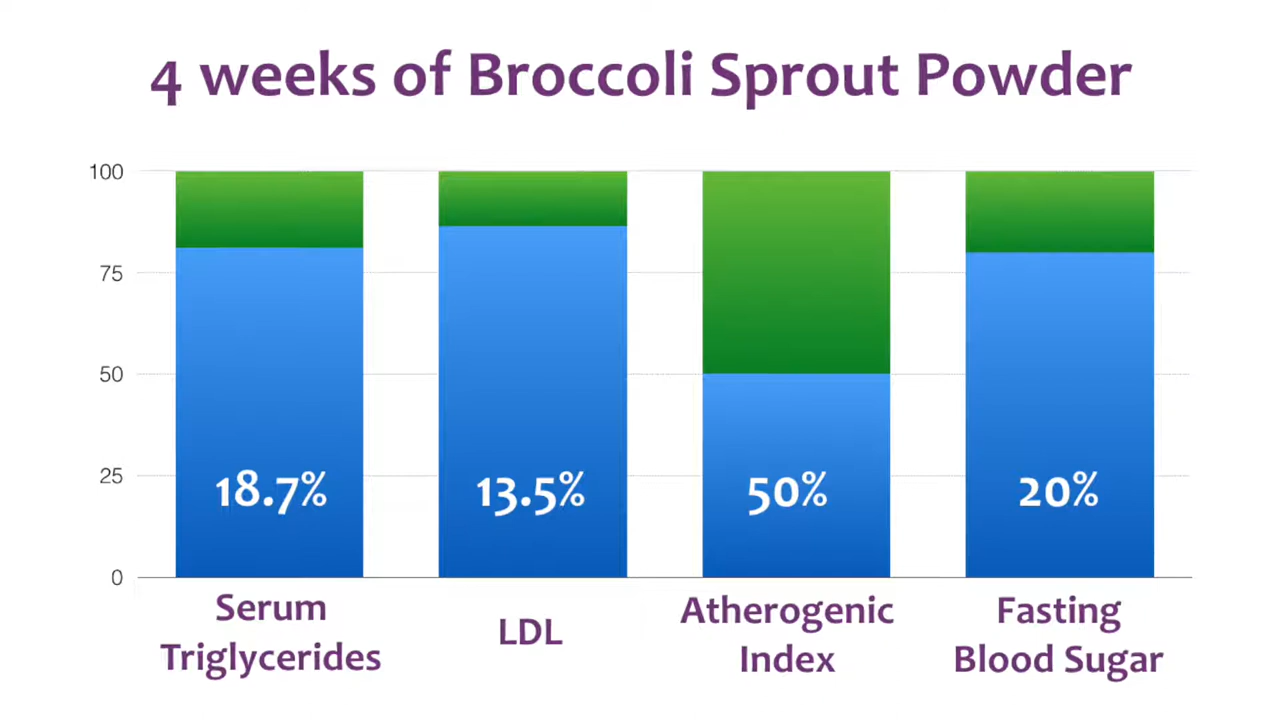 4 weeks of Broccoli Sprout Powder
100
75
50
25
0
18.7%
13.5%
50%
20%
Serum
Triglycerides
LDL
Atherogenic
Index
Fasting
Blood Sugar